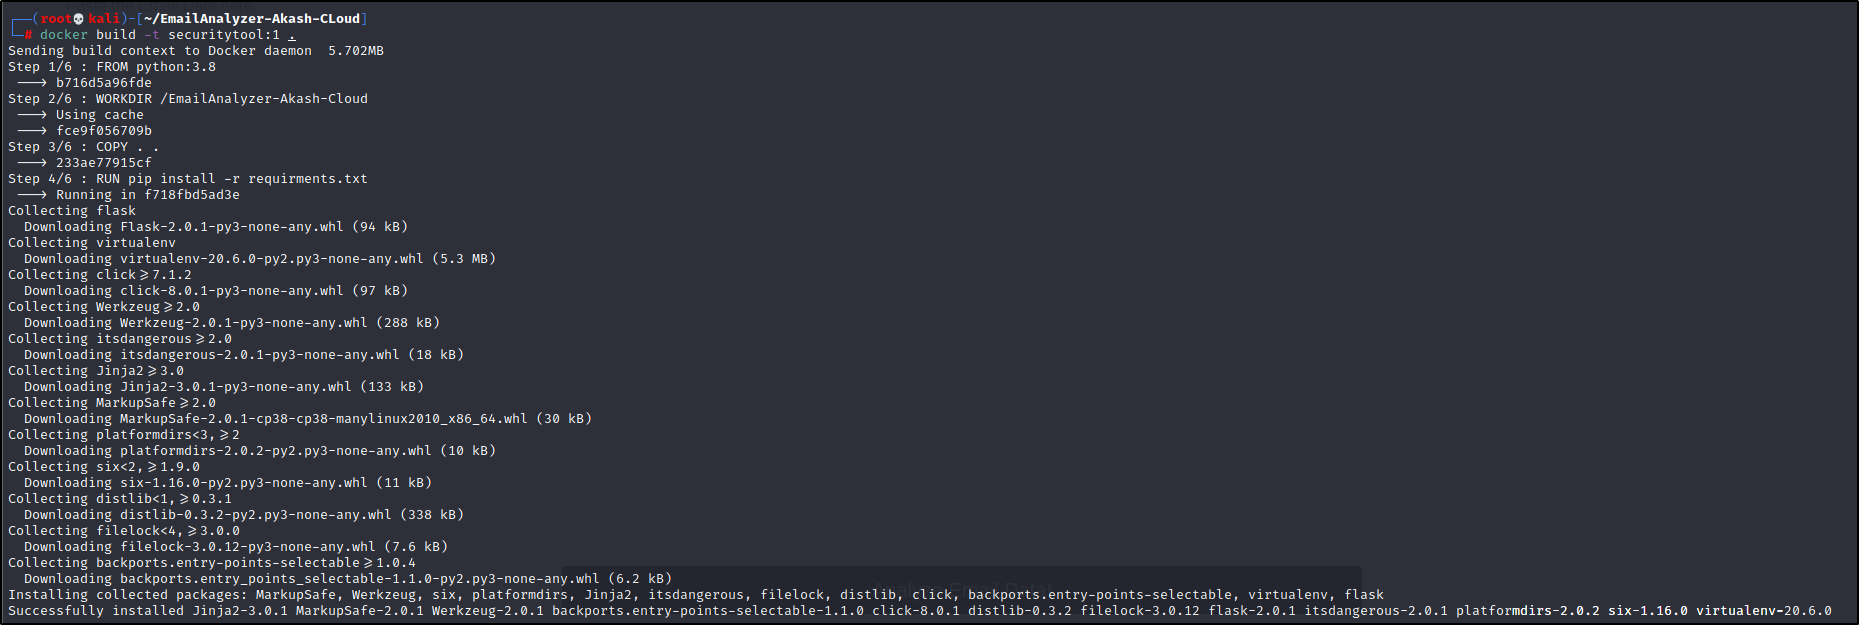 ┌──(root💀kali)-[~/EmailAnalyzer-Akash-CLoud]
└─# docker build -t securitytool:1 .
Sending build context to Docker daemon  5.702MB
Step 1/6 : FROM python:3.8
 ---> b716d5a96fde
Step 2/6 : WORKDIR /EmailAnalyzer-Akash-Cloud
 ---> Using cache
 ---> fce9f056709b
Step 3/6 : COPY . .
 ---> 233ae77915cf
Step 4/6 : RUN pip install -r requirments.txt
 ---> Running in f718fbd5ad3e
Collecting flask
  Downloading Flask-2.0.1-py3-none-any.whl (94 kB)
Collecting virtualenv
  Downloading virtualenv-20.6.0-py2.py3-none-any.whl (5.3 MB)
Collecting click>=7.1.2
  Downloading click-8.0.1-py3-none-any.whl (97 kB)
Collecting Werkzeug>=2.0
  Downloading Werkzeug-2.0.1-py3-none-any.whl (288 kB)
Collecting itsdangerous>=2.0
  Downloading itsdangerous-2.0.1-py3-none-any.whl (18 kB)
Collecting Jinja2>=3.0
  Downloading Jinja2-3.0.1-py3-none-any.whl (133 kB)
Collecting MarkupSafe>=2.0
  Downloading MarkupSafe-2.0.1-cp38-cp38-manylinux2010_x86_64.whl (30 kB)
Collecting platformdirs<3,>=2
  Downloading platformdirs-2.0.2-py2.py3-none-any.whl (10 kB)
Collecting six<2,>=1.9.0
  Downloading six-1.16.0-py2.py3-none-any.whl (11 kB)
Collecting distlib<1,>=0.3.1
  Downloading distlib-0.3.2-py2.py3-none-any.whl (338 kB)
Collecting filelock<4,>=3.0.0
  Downloading filelock-3.0.12-py3-none-any.whl (7.6 kB)
Collecting backports.entry-points-selectable>=1.0.4
  Downloading backports.entry_points_selectable-1.1.0-py2.py3-none-any.whl (6.2 kB)
Installing collected packages: MarkupSafe, Werkzeug, six, platformdirs, Jinja2, itsdangerous, filelock, distlib, click, backports.entry-points-selectable, virtualenv, flask
Successfully installed Jinja2-3.0.1 MarkupSafe-2.0.1 Werkzeug-2.0.1 backports.entry-points-selectable-1.1.0 click-8.0.1 distlib-0.3.2 filelock-3.0.12 flask-2.0.1 itsdangerous-2.0.1 platformdirs-2.0.2 six-1.16.0 virtualenv-20.6.0